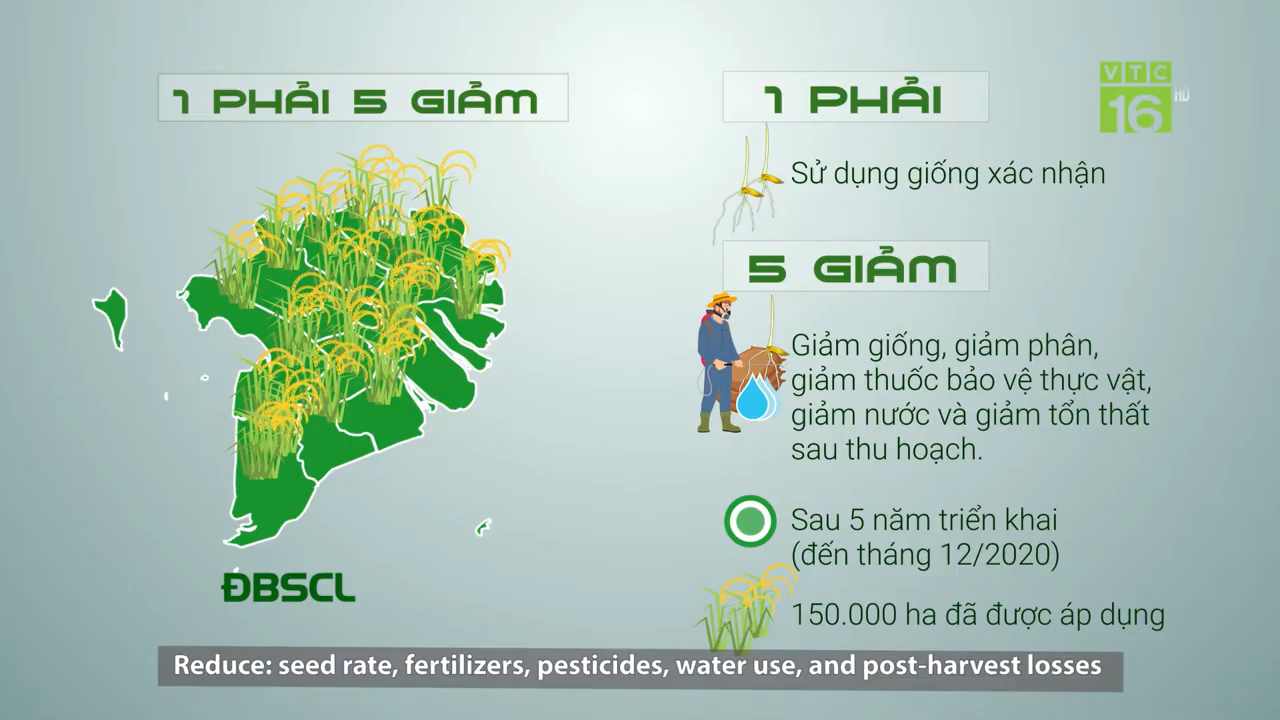 1 PHẢI 5 GIẢM
ĐBSCL
1 PHẢI
Sử dụng giống xác nhận
5 GIẢM
Giảm giống, giảm phân,
giảm thuốc bảo vệ thực vật,
giảm nước và giảm tổn thất
sau thu hoạch.
Sau 5 năm triển khai
(đến tháng 12/2020)
150.000 ha đã được áp dụng
VTC
16 HD
Reduce: seed rate, fertilizers, pesticides, water use, and post-harvest losses